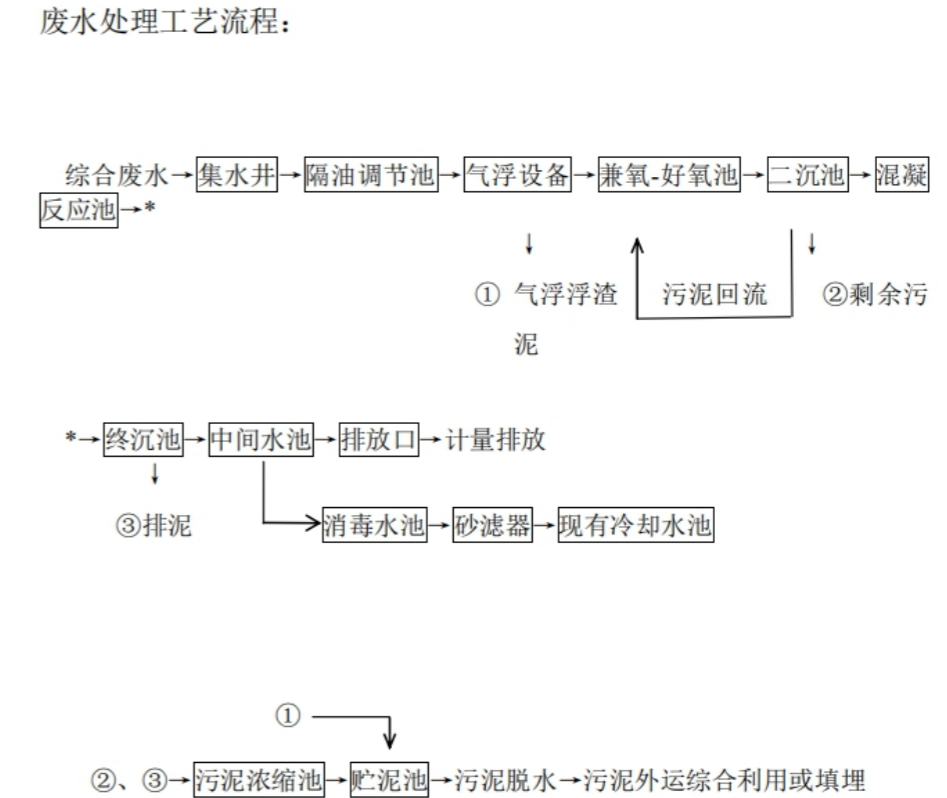 废水处理工艺流程：
综合废水→集水井→隔油调节池→气浮设备→兼氧-好氧池→二沉池→混凝
反应池→*
↓ ↓
① 气浮浮渣 污泥回流 ②剩余污
泥
*→终沉池→中间水池→排放口→计量排放
↓
③排泥 消毒水池→砂滤器→现有冷却水池
①
②、③→污泥浓缩池→贮泥池→污泥脱水→污泥外运综合利用或填埋